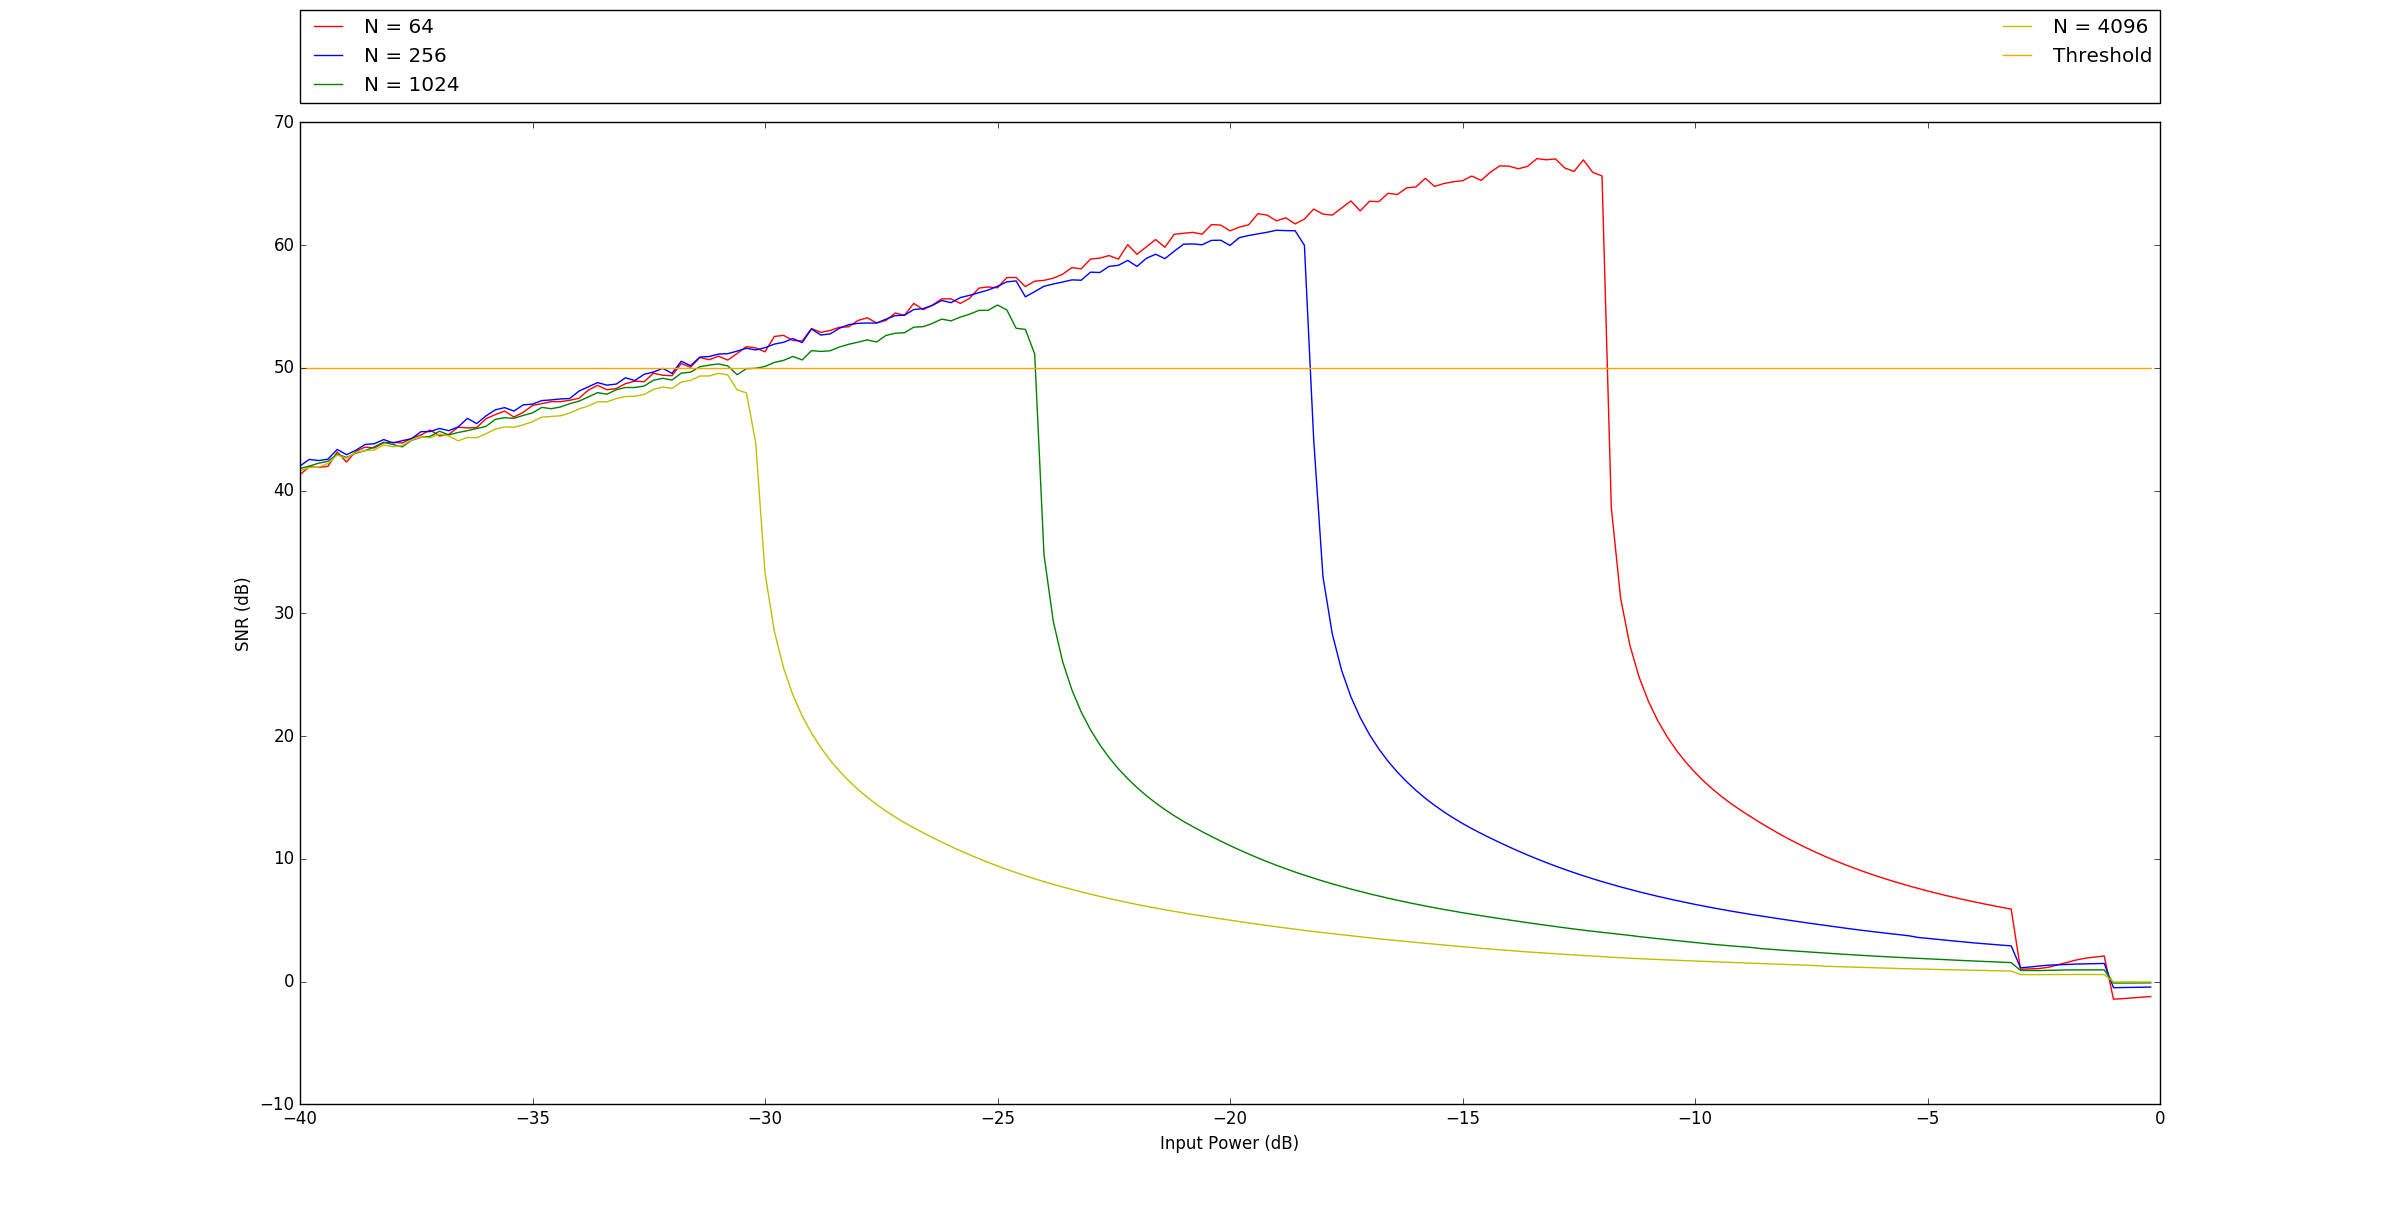 N = 64
N = 256
N = 1024
N = 4096
Threshold
70
60
50
40
30
20
10
0
−10
SNR (dB)
−40 −35 −30 −25 −20 −15 −10 −5 0
Input Power (dB)